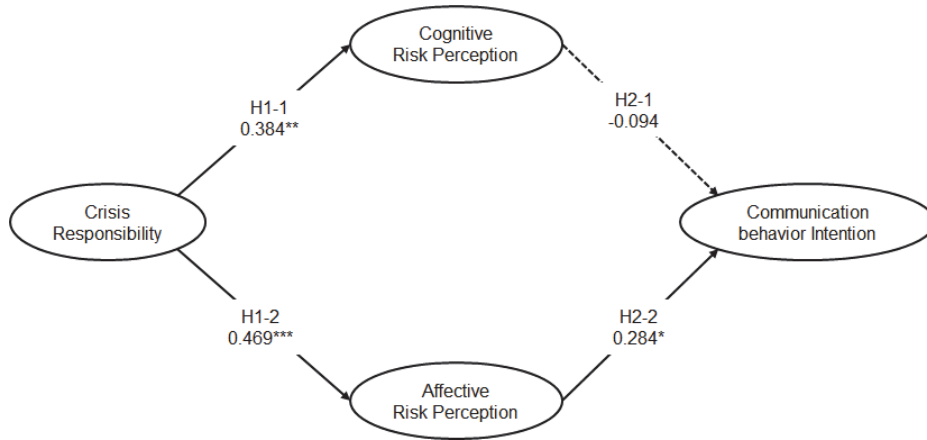 Cognitive
Risk Perception
H1-1
0.384**
H2-1
-0.094
Crisis
Responsibility
Communication
behavior Intention
H1-2
0.469***
H2-2
0.284*
Affective
Risk Perception